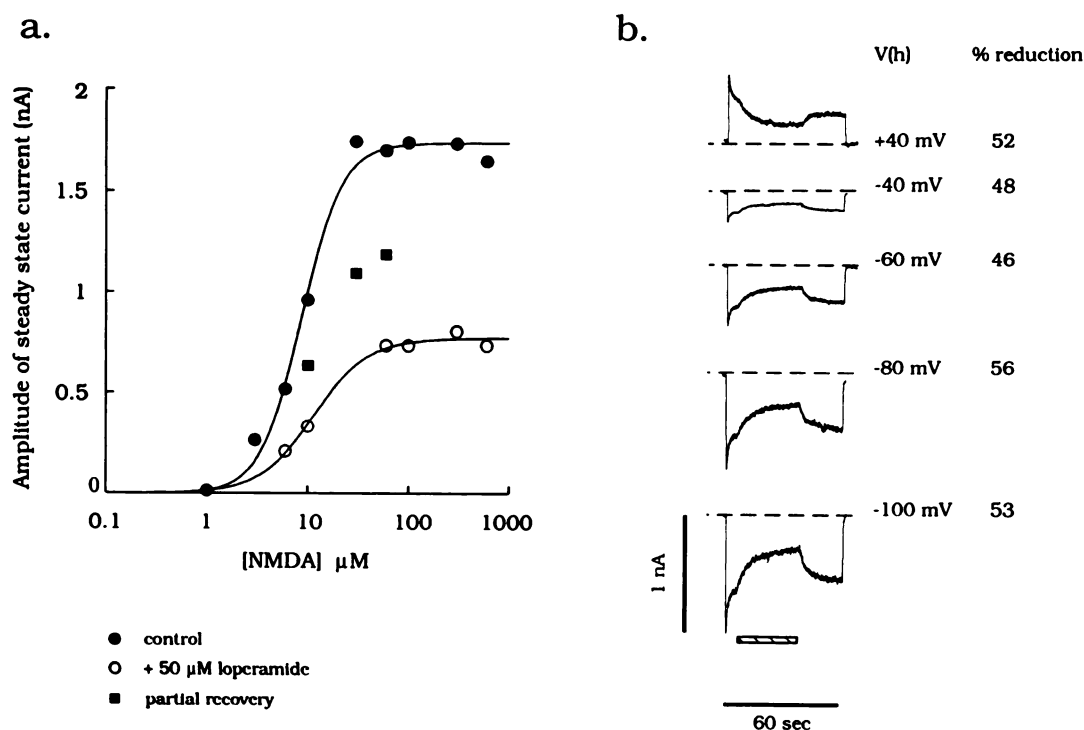 a.
Amplitude of steady state current (nA)
2
1.5
1
0.5
0
0.1 1 10 100 1000
[NMDA] µM
● control
○ + 50 µM loperamide
■ partial recovery
b.
V(h) % reduction
+40 mV 52
-40 mV 48
-60 mV 46
-80 mV 56
-100 mV 53
1 nA
60 sec